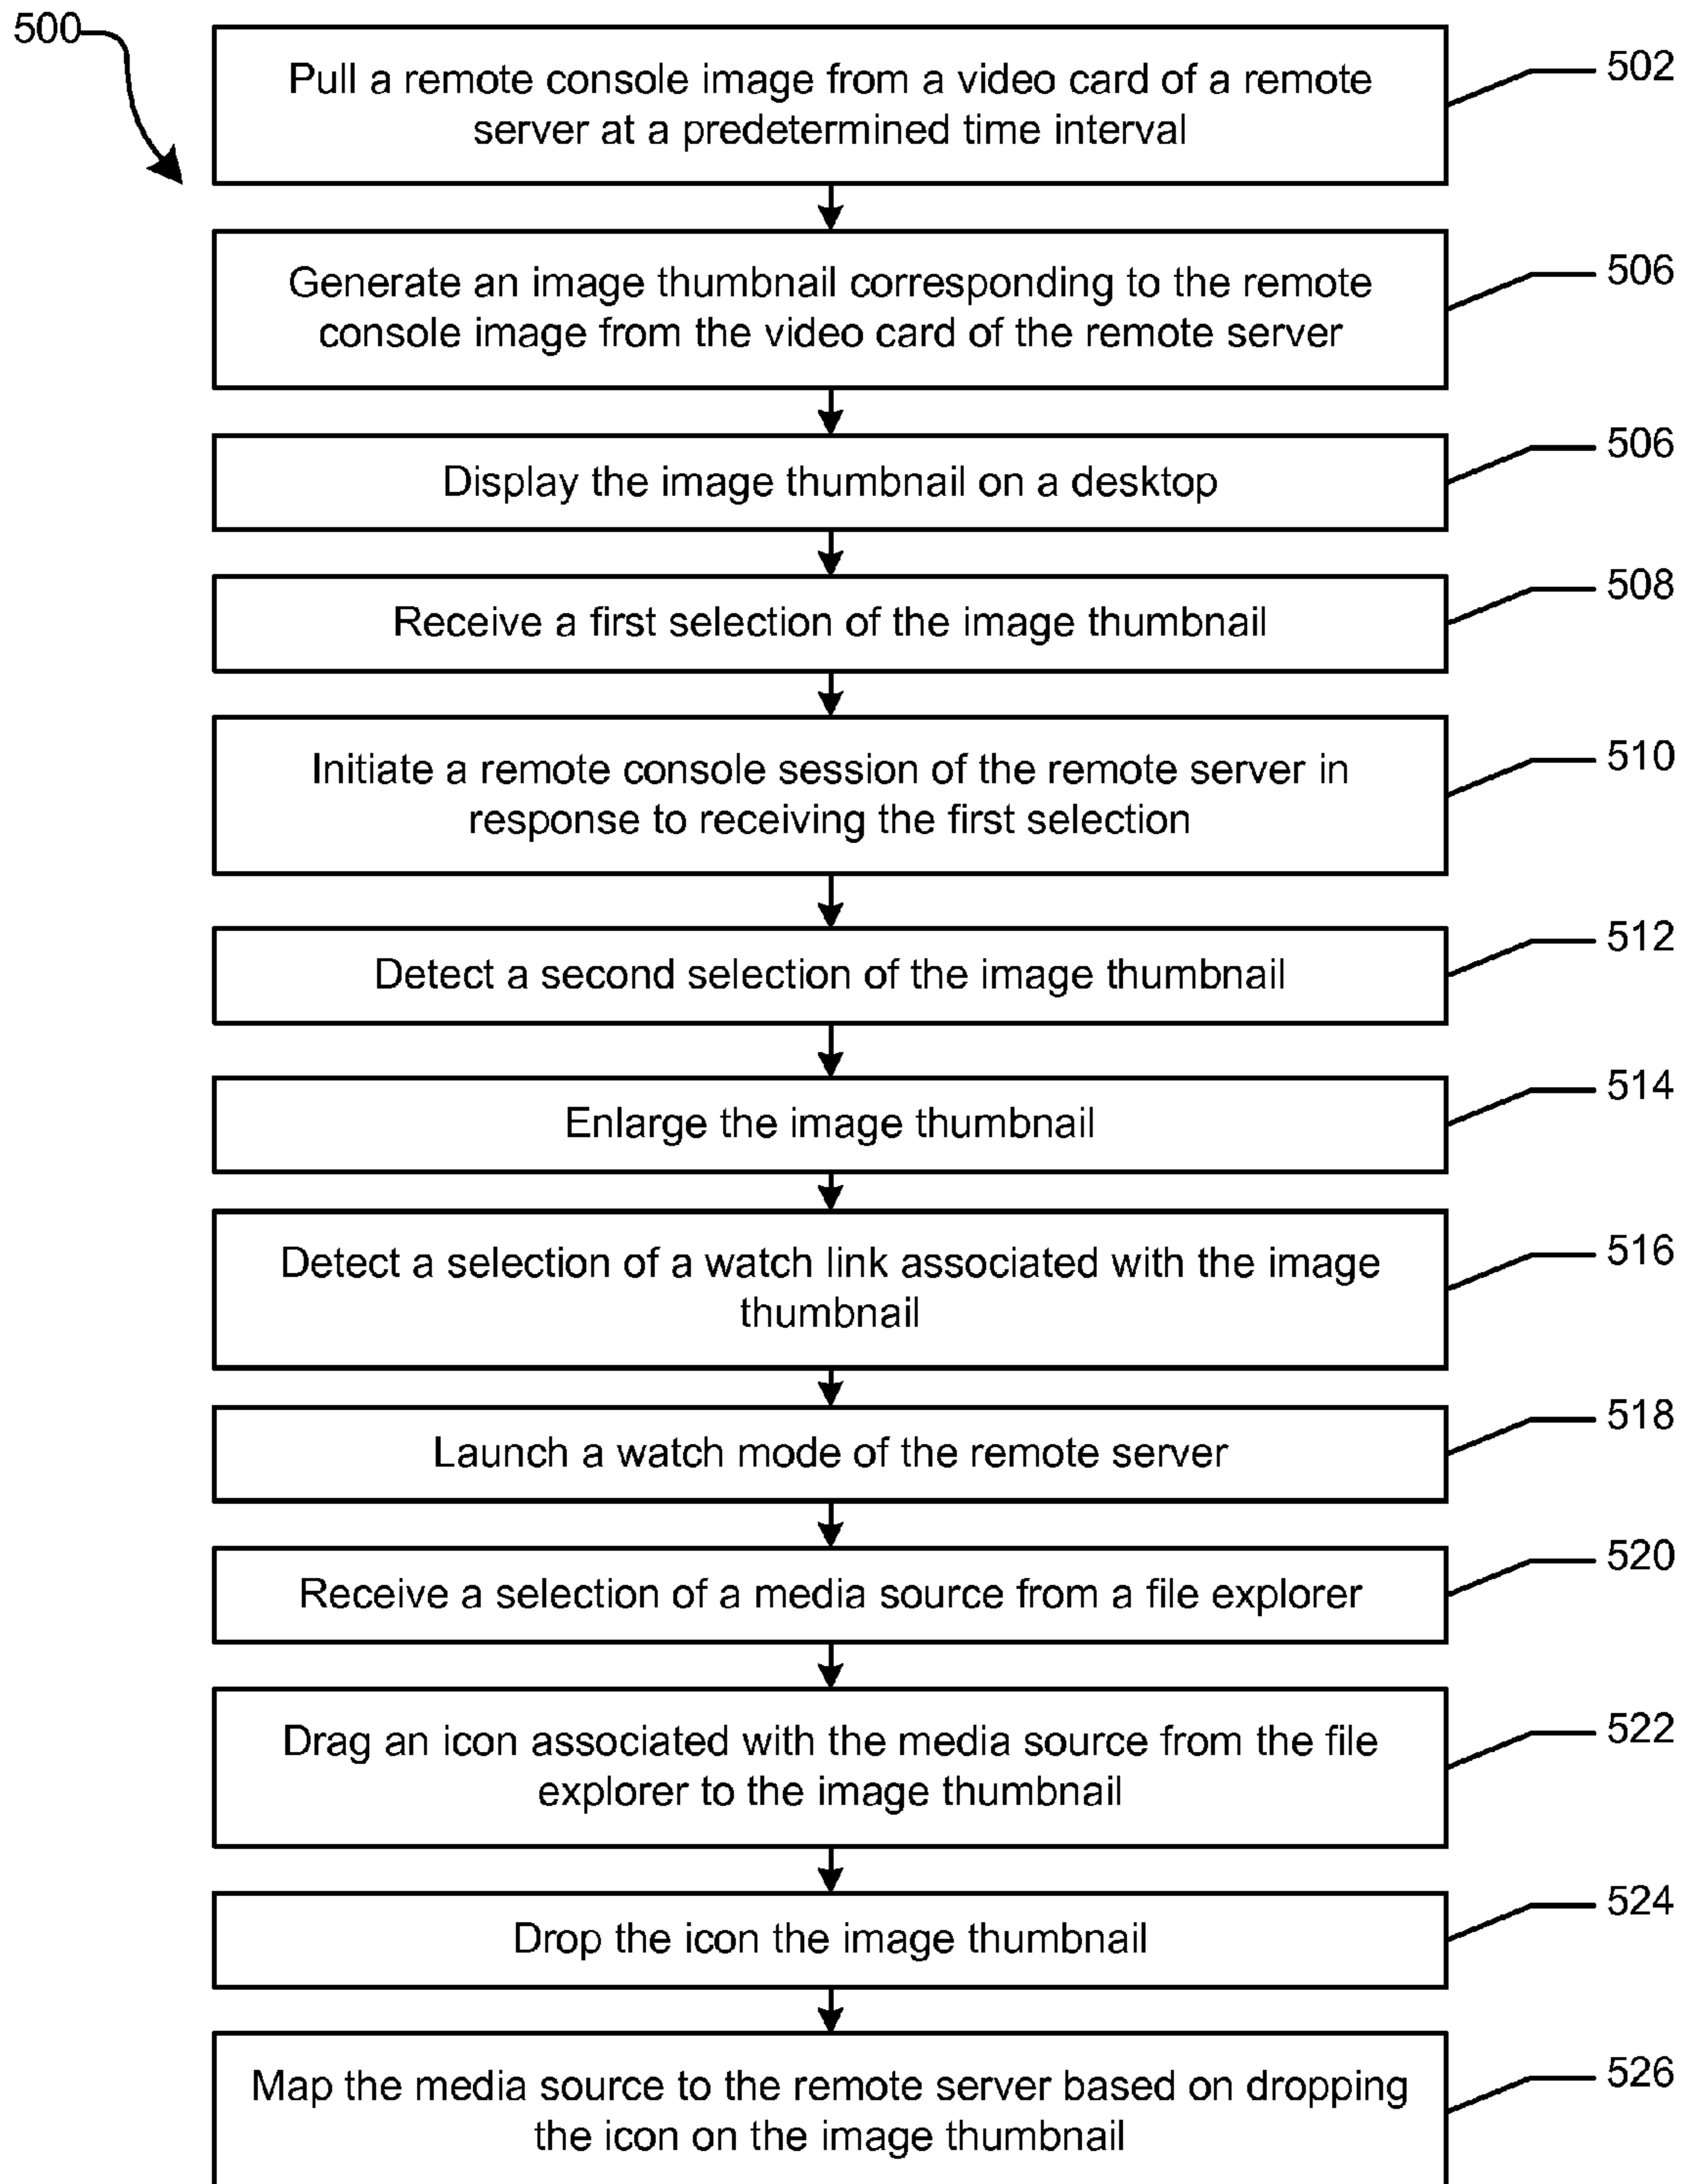 500
Pull a remote console image from a video card of a remote
server at a predetermined time interval
502
Generate an image thumbnail corresponding to the remote
console image from the video card of the remote server
506
Display the image thumbnail on a desktop
506
Receive a first selection of the image thumbnail
508
Initiate a remote console session of the remote server in
response to receiving the first selection
510
Detect a second selection of the image thumbnail
512
Enlarge the image thumbnail
514
Detect a selection of a watch link associated with the image
thumbnail
516
Launch a watch mode of the remote server
518
Receive a selection of a media source from a file explorer
520
Drag an icon associated with the media source from the file
explorer to the image thumbnail
522
Drop the icon the image thumbnail
524
Map the media source to the remote server based on dropping
the icon on the image thumbnail
526